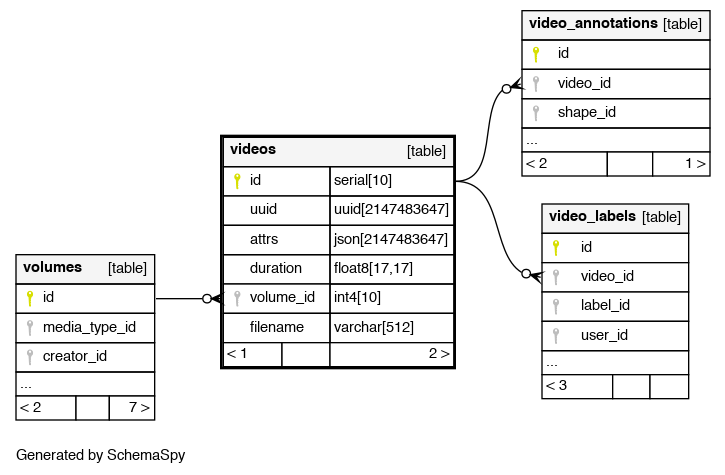 video_annotations [table]
id
video_id
shape_id
...
< 2 1 >
videos [table]
id serial[10]
uuid uuid[2147483647]
attrs json[2147483647]
duration float8[17,17]
volume_id int4[10]
filename varchar[512]
< 1 2 >
video_labels [table]
id
video_id
label_id
user_id
...
< 3
volumes [table]
id
media_type_id
creator_id
...
< 2 7 >
Generated by SchemaSpy